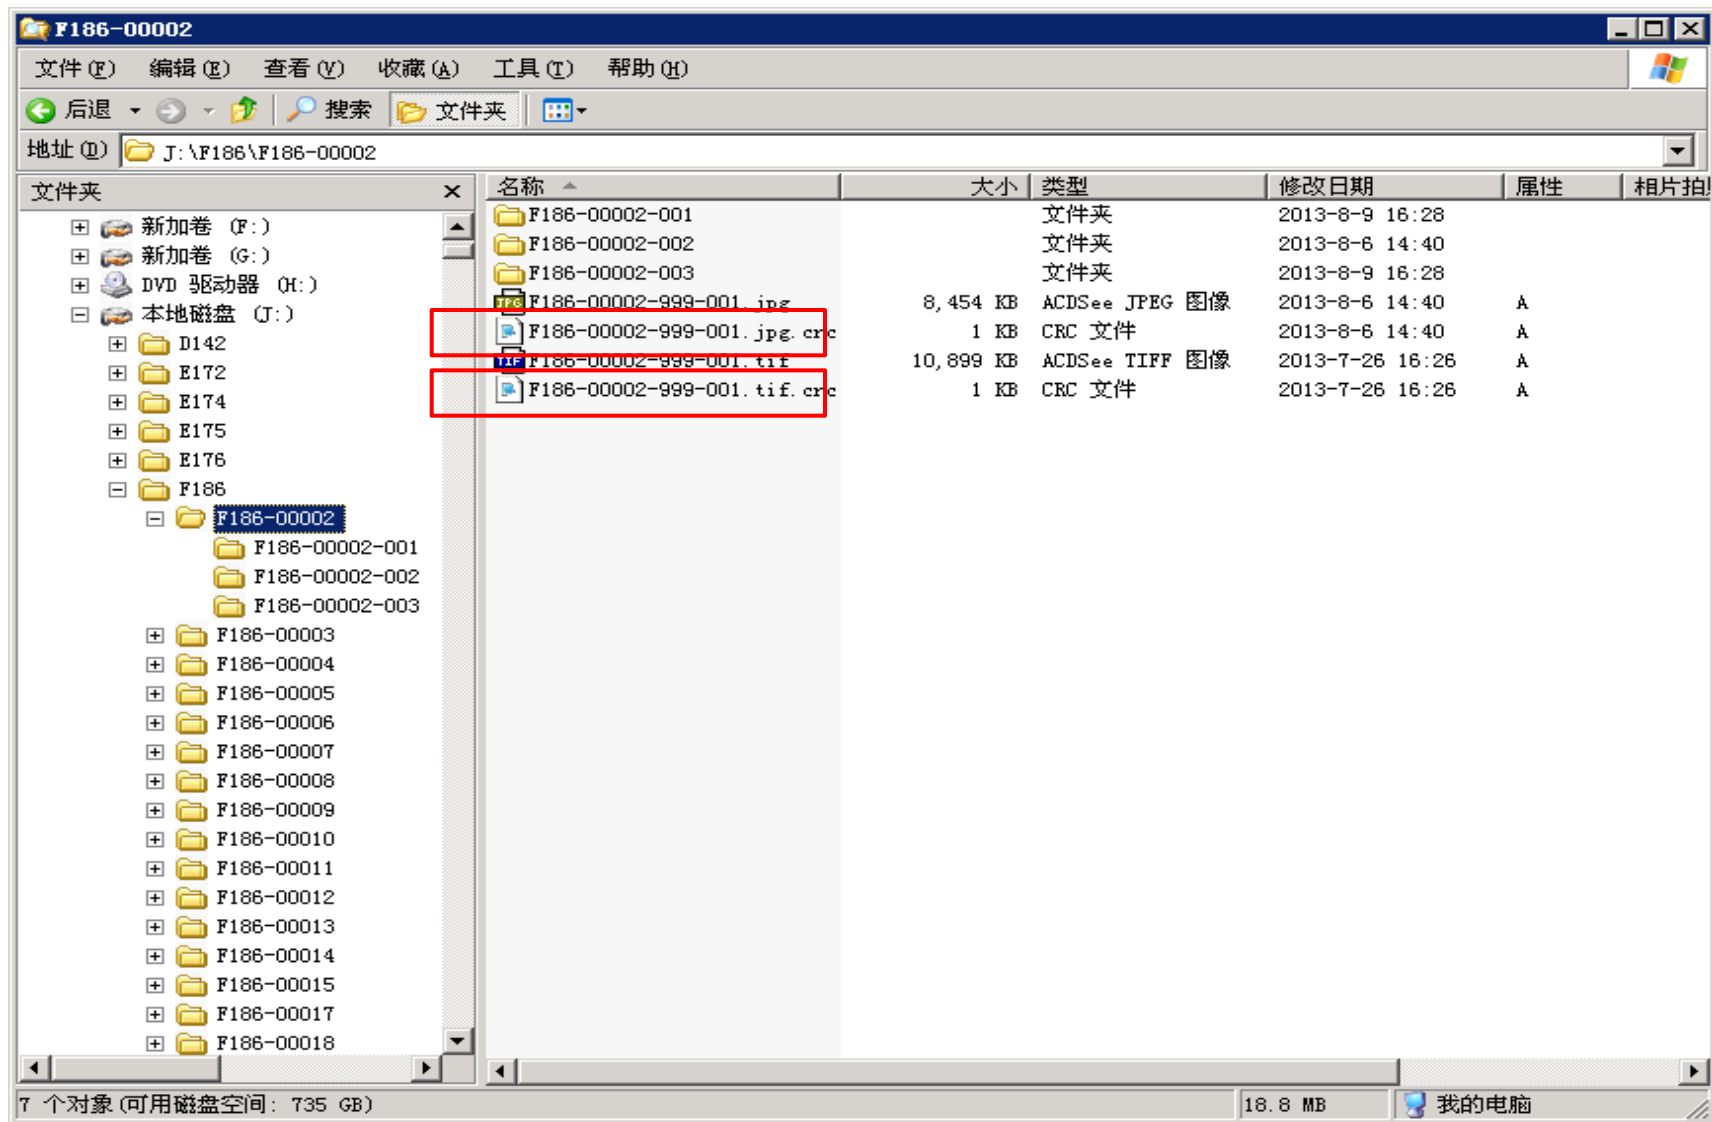 F186-00002
文件(F) 编辑(E) 查看(V) 收藏(A) 工具(T) 帮助(H)
后退 搜索 文件夹
地址(D) J:\F186\F186-00002
文件夹
新加卷 (F:)
新加卷 (G:)
DVD 驱动器 (H:)
本地磁盘 (J:)
D142
E172
E174
E175
E176
F186
F186-00002
F186-00002-001
F186-00002-002
F186-00002-003
F186-00003
F186-00004
F186-00005
F186-00006
F186-00007
F186-00008
F186-00009
F186-00010
F186-00011
F186-00012
F186-00013
F186-00014
F186-00015
F186-00017
F186-00018
名称 大小 类型 修改日期 属性 相片拍
F186-00002-001 文件夹 2013-8-9 16:28
F186-00002-002 文件夹 2013-8-6 14:40
F186-00002-003 文件夹 2013-8-9 16:28
F186-00002-999-001.jpg 8,454 KB ACDSee JPEG 图像 2013-8-6 14:40 A
F186-00002-999-001.jpg.crc 1 KB CRC 文件 2013-8-6 14:40 A
F186-00002-999-001.tif 10,899 KB ACDSee TIFF 图像 2013-7-26 16:26 A
F186-00002-999-001.tif.crc 1 KB CRC 文件 2013-7-26 16:26 A
7 个对象(可用磁盘空间: 735 GB) 18.8 MB 我的电脑